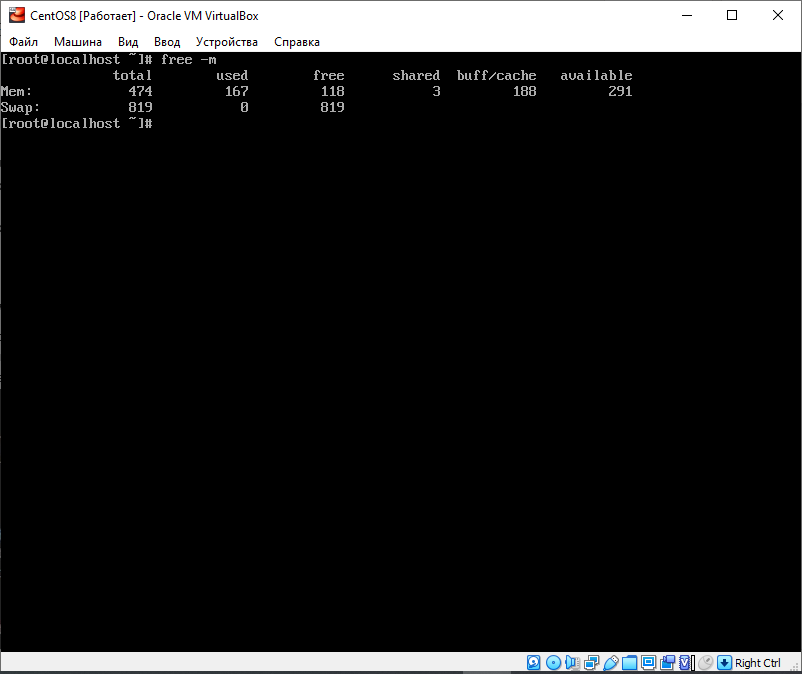 CentOS8 [Работает] - Oracle VM VirtualBox
Файл Машина Вид Ввод Устройства Справка
[root@localhost ~]# free -m
total used free shared buff/cache available
Mem: 474 167 118 3 188 291
Swap: 819 0 819
[root@localhost ~]#
Right Ctrl